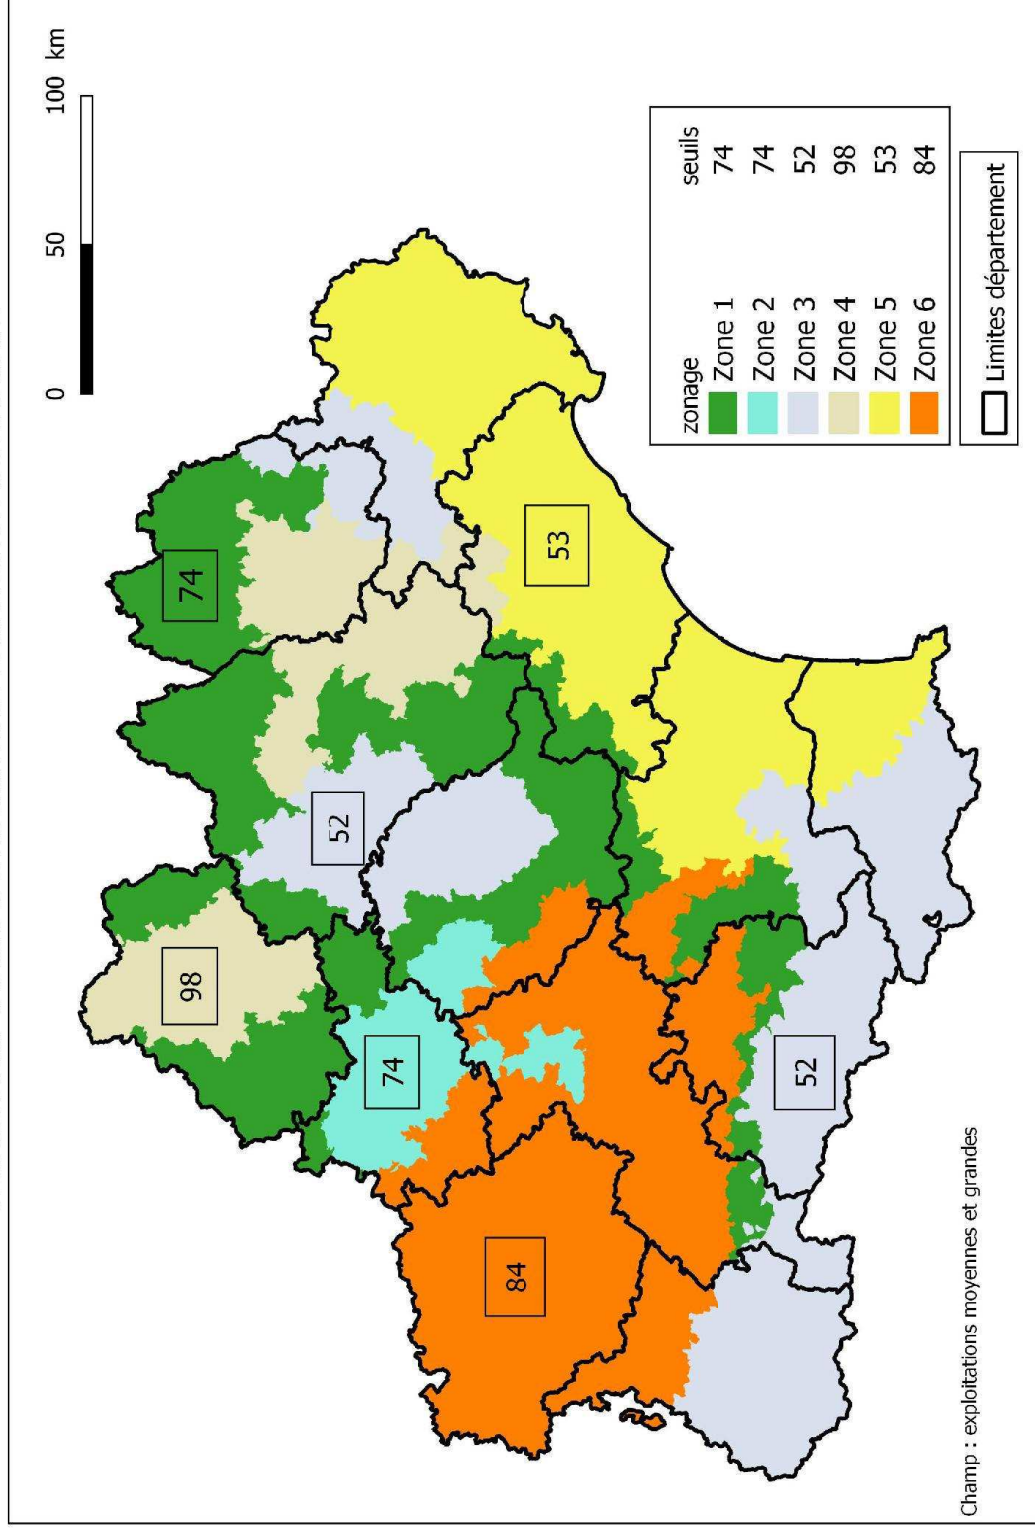 0 50 100 km
98
74
52
74
84
53
52
zonage seuils
Zone 1 74
Zone 2 74
Zone 3 52
Zone 4 98
Zone 5 53
Zone 6 84
Limites département
Champ : exploitations moyennes et grandes